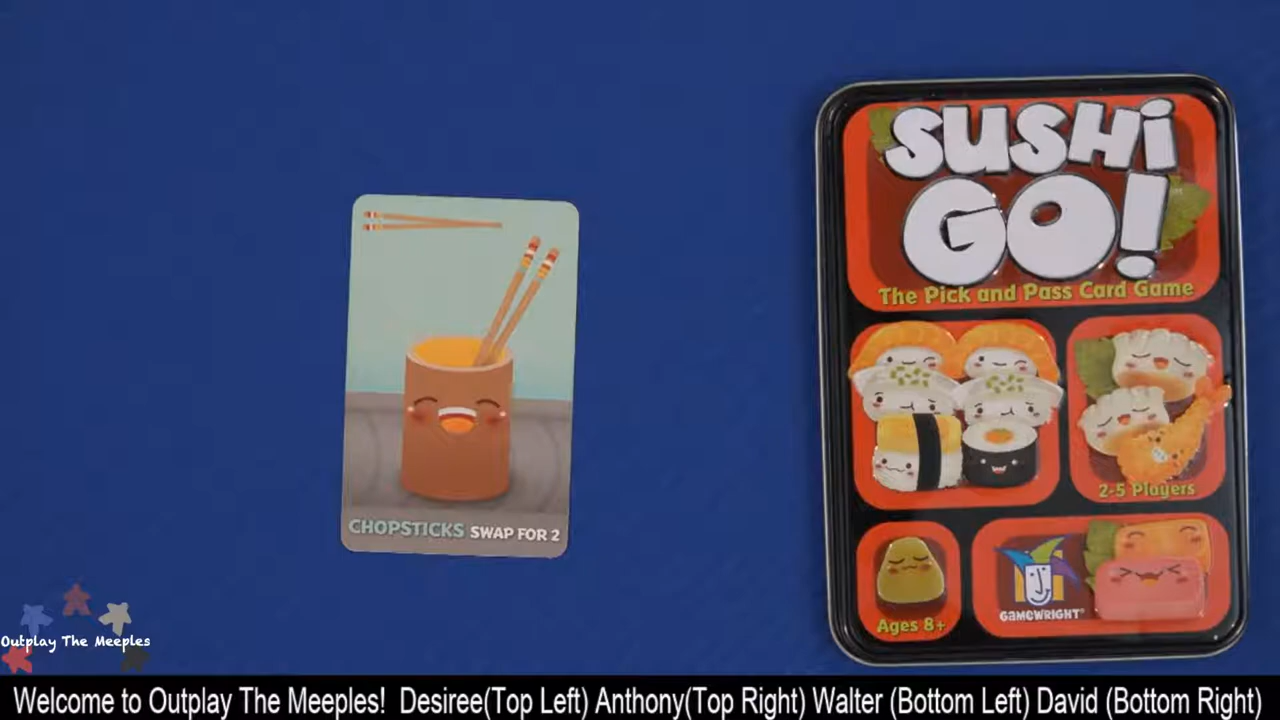 SUSHI
GO!
The Pick and Pass Card Game
CHOPSTICKS SWAP FOR 2
2-5 Players
Ages 8+
GAMEWRIGHT®
Outplay The Meeples
Welcome to Outplay The Meeples! Desiree(Top Left) Anthony(Top Right) Walter (Bottom Left) David (Bottom Right)